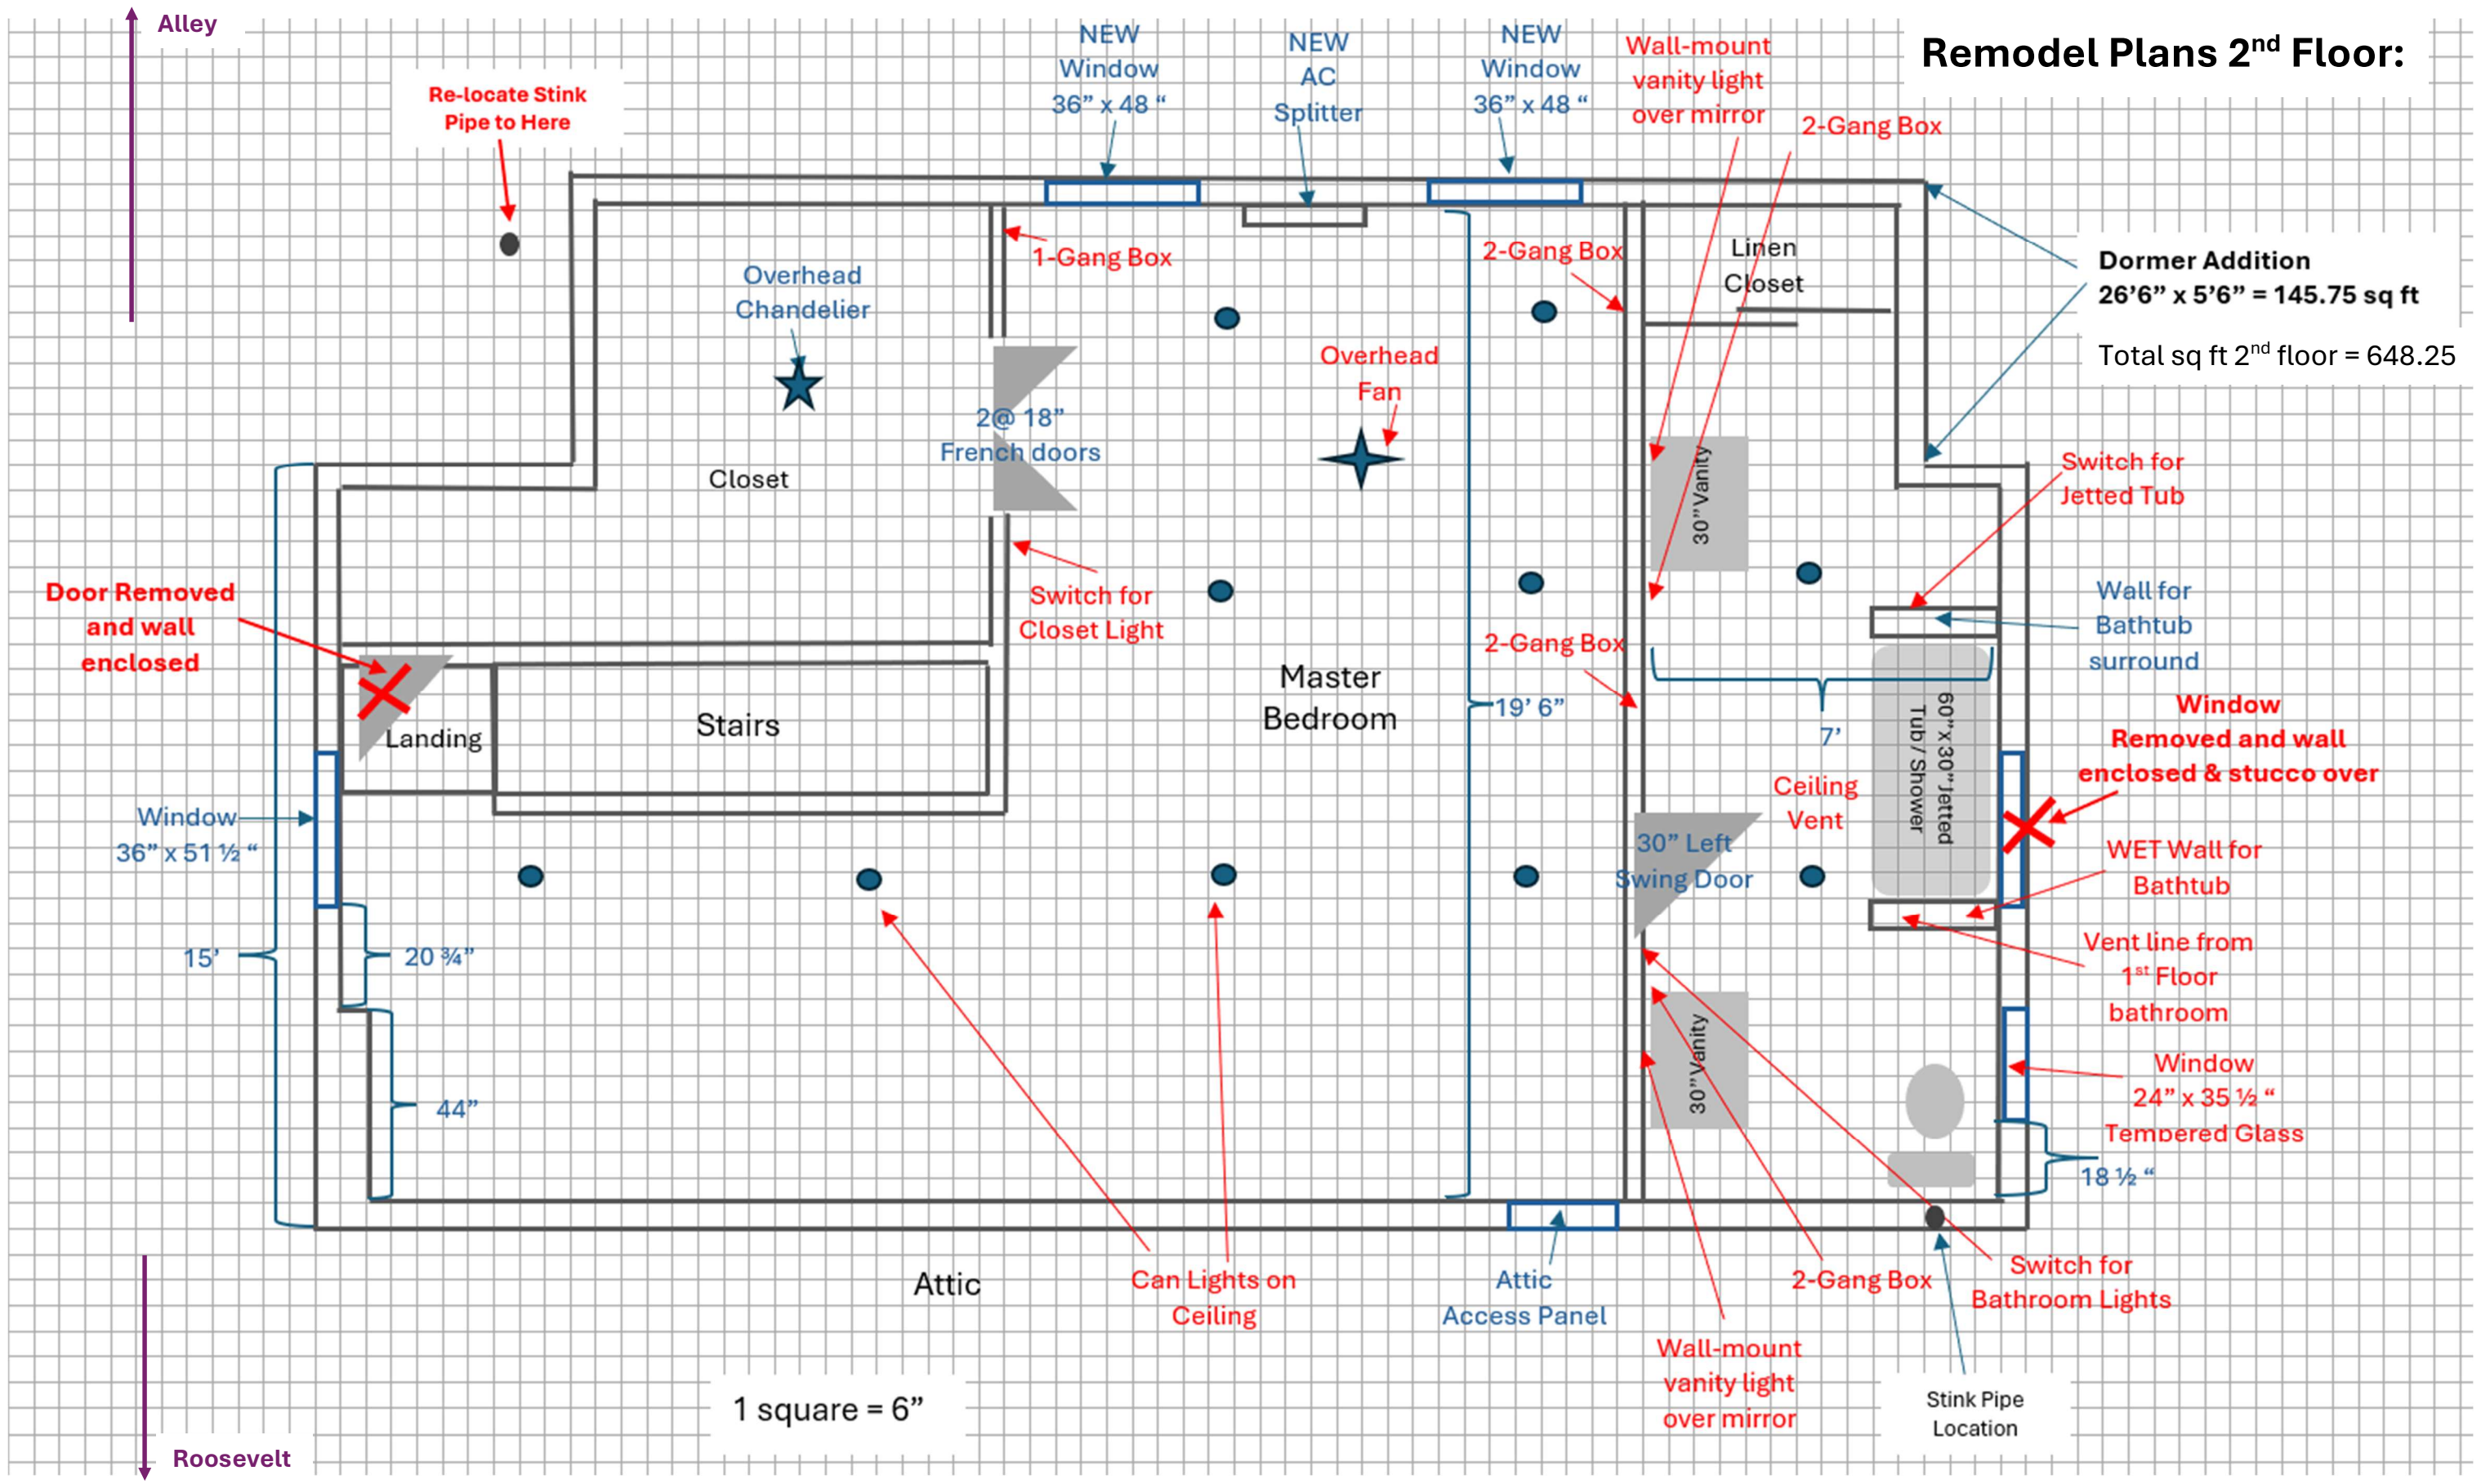 Alley
Remodel Plans 2nd Floor:
Re-locate Stink
Pipe to Here
NEW
Window
36” x 48 “
NEW
AC
Splitter
NEW
Window
36” x 48 “
Wall-mount
vanity light
over mirror
2-Gang Box
1-Gang Box
2-Gang Box
Linen
Closet
Dormer Addition
26’6” x 5’6” = 145.75 sq ft
Total sq ft 2nd floor = 648.25
Overhead
Chandelier
Overhead
Fan
2@ 18”
French doors
Closet
30” Vanity
Switch for
Jetted Tub
Door Removed
and wall
enclosed
Switch for
Closet Light
Wall for
Bathtub
surround
2-Gang Box
Master
Bedroom
19’ 6”
7’
60”x 30” Jetted
Tub / Shower
Window
Removed and wall
enclosed & stucco over
Landing
Stairs
Ceiling
Vent
Window
36” x 51 ½ “
30” Left
Swing Door
WET Wall for
Bathtub
15’
20 ¾”
Vent line from
1st Floor
bathroom
44”
30” Vanity
Window
24” x 35 ½ “
Tempered Glass
18 ½ “
Attic
Can Lights on
Ceiling
Attic
Access Panel
2-Gang Box
Switch for
Bathroom Lights
Wall-mount
vanity light
over mirror
Stink Pipe
Location
1 square = 6”
Roosevelt